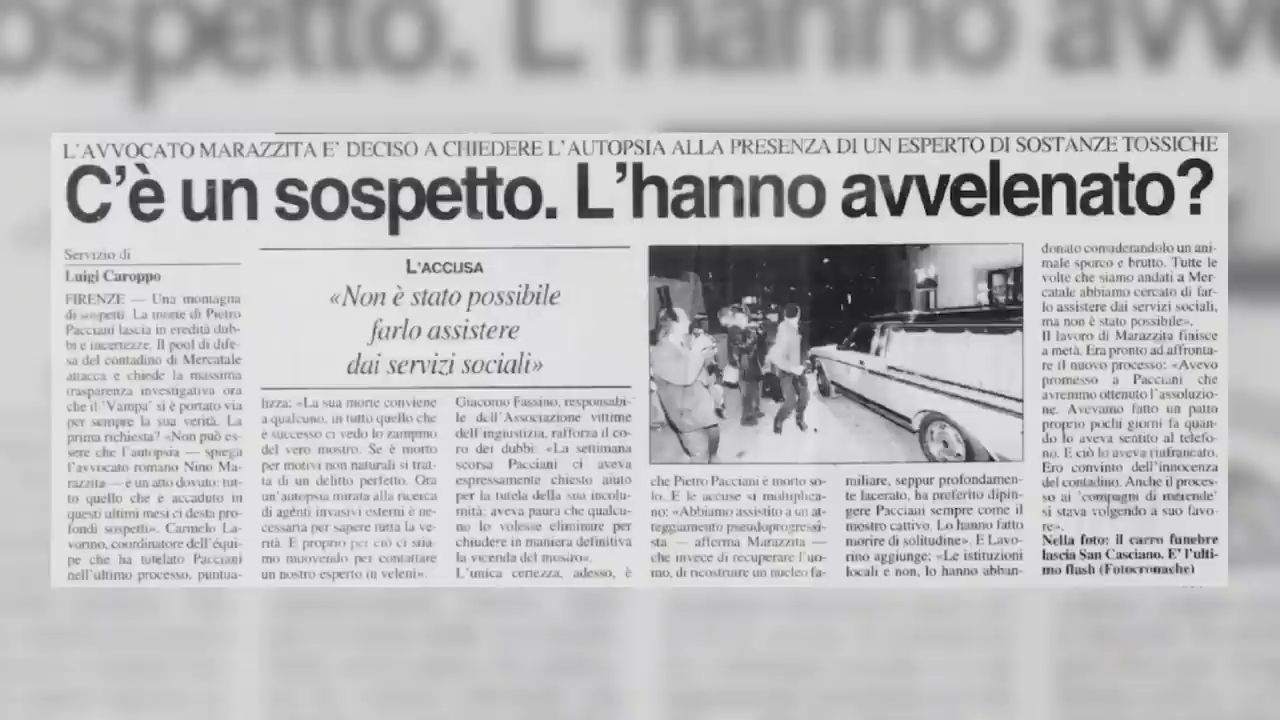 ospetto. L'hanno avve
L'AVVOCATO MARAZZITA E' DECISO A CHIEDERE L'AUTOPSIA ALLA PRESENZA DI UN ESPERTO DI SOSTANZE TOSSICHE
C'è un sospetto. L'hanno avvelenato?
Servizio di
Luigi Caroppo
FIRENZE — Una montagna
di sospetti. La morte di Pietro
Pacciani lascia in eredità dub-
bi e incertezze. Il pool di dife-
sa del contadino di Mercatale
attacca e chiede la massima
trasparenza investigativa ora
che il 'Vampa' si è portato via
per sempre la sua verità. La
prima richiesta? «Non può es-
sere che l'autopsia — spiega
l'avvocato romano Nino Ma-
razzita — è un atto dovuto: tut-
to quello che è accaduto in
questi ultimi mesi ci desta pro-
fondi sospetti». Carmelo La-
vorino, coordinatore dell'équi-
pe che ha tutelato Pacciani
nell'ultimo processo, puntua-
L'ACCUSA
«Non è stato possibile
farlo assistere
dai servizi sociali»
lizza: «La sua morte conviene
a qualcuno, in tutto quello che
è successo ci vedo lo zampino
del vero mostro. Se è morto
per motivi non naturali si trat-
ta di un delitto perfetto. Ora
un'autopsia mirata alla ricerca
di agenti invasivi esterni è ne-
cessaria per sapere tutta la ve-
rità. E proprio per ciò ci stia-
mo muovendo per contattare
un nostro esperto in veleni».
Giacomo Fassino, responsabi-
le dell'Associazione vittime
dell'ingiustizia, rafforza il co-
ro dei dubbi: «La settimana
scorsa Pacciani ci aveva
espressamente chiesto aiuto
per la tutela della sua incolu-
mità: aveva paura che qualcu-
no lo volesse eliminare per
chiudere in maniera definitiva
la vicenda del mostro».
L'unica certezza, adesso, è
che Pietro Pacciani è morto so-
lo. E le accuse si moltiplica-
no: «Abbiamo assistito a un at-
teggiamento pseudoprogressi-
sta — afferma Marazzita —
che invece di recuperare l'uo-
mo, di ricostruire un nucleo fa-
miliare, seppur profondamen-
te lacerato, ha preferito dipin-
gere Pacciani sempre come il
mostro cattivo. Lo hanno fatto
morire di solitudine». E Lavo-
rino aggiunge: «Le istituzioni
locali e non, lo hanno abban-
donato considerandolo un ani-
male sporco e brutto. Tutte le
volte che siamo andati a Mer-
catale abbiamo cercato di far-
lo assistere dai servizi sociali,
ma non è stato possibile».
Il lavoro di Marazzita finisce
a metà. Era pronto ad affronta-
re il nuovo processo: «Avevo
promesso a Pacciani che
avremmo ottenuto l'assoluzio-
ne. Avevamo fatto un patto
proprio pochi giorni fa quan-
do lo aveva sentito al telefo-
no. E ciò lo aveva rinfrancato.
Ero convinto dell'innocenza
del contadino. Anche il proces-
so ai 'compagni di merende'
si stava volgendo a suo favo-
re».
Nella foto: il carro funebre
lascia San Casciano. E' l'ulti-
mo flash (Fotocronache)